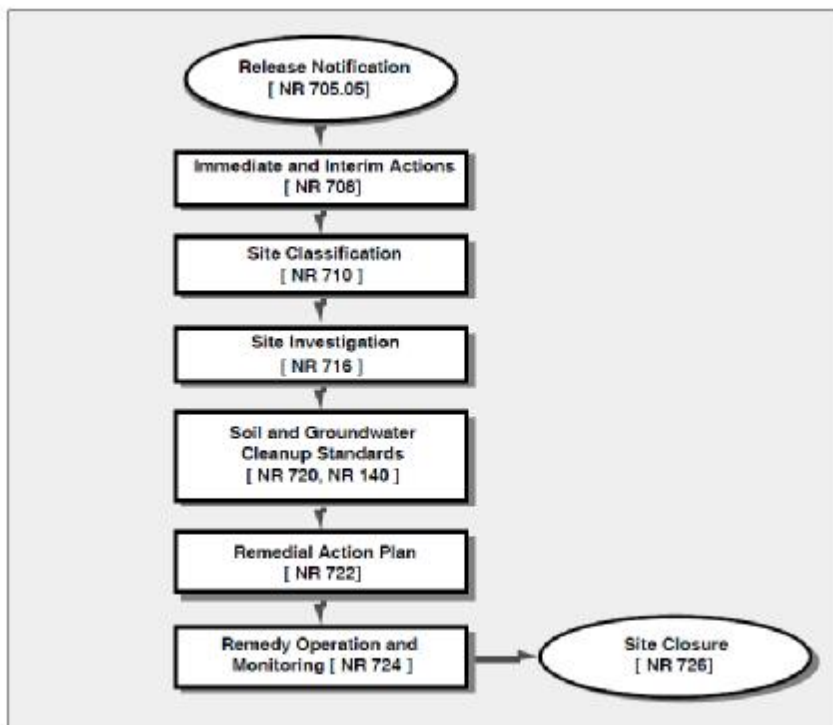 Release Notification
[ NR 705.05]
Immediate and Interim Actions
[ NR 708]
Site Classification
[ NR 710 ]
Site Investigation
[ NR 716 ]
Soil and Groundwater
Cleanup Standards
[ NR 720, NR 140 ]
Remedial Action Plan
[ NR 722]
Remedy Operation and
Monitoring [ NR 724 ]
Site Closure
[ NR 726]